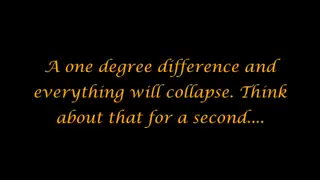 A one degree difference and
everything will collapse. Think
about that for a second....